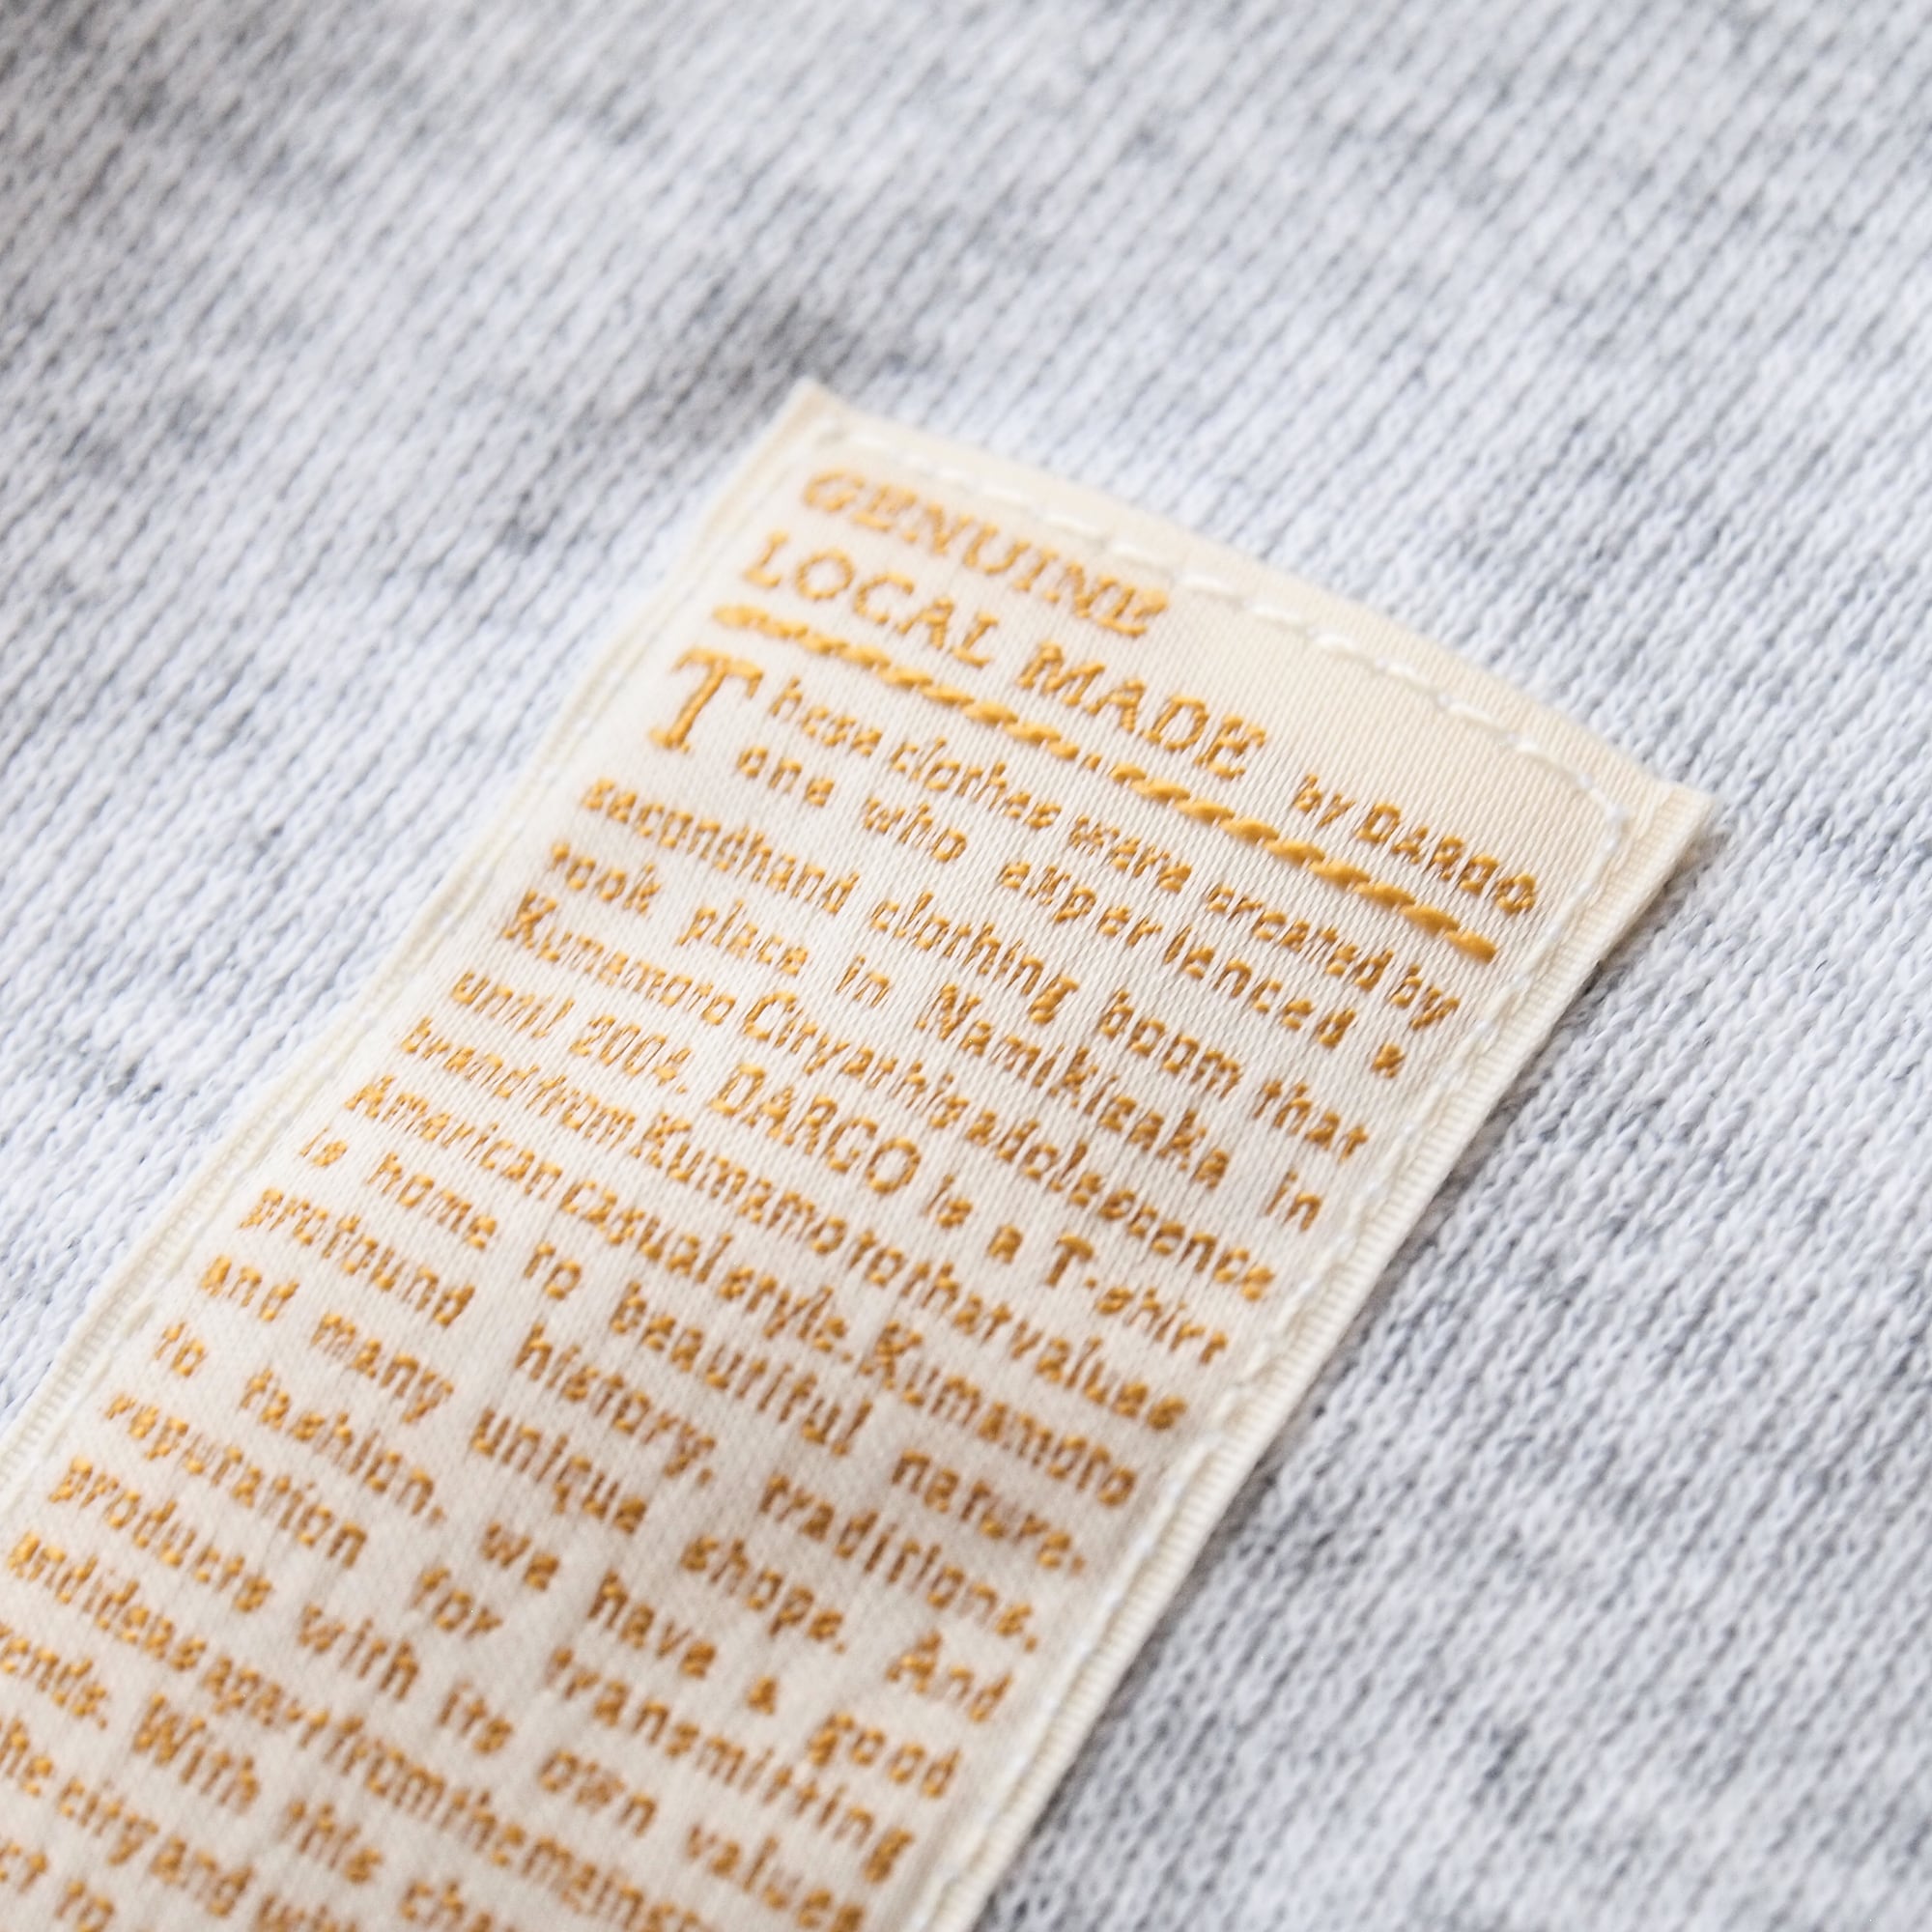 GENUINE
LOCAL MADE by DARGO
These clothes were created by
one who experienced a
secondhand clothing boom that
took place in Namikizaka in
Kumamoto City at his adolescence
until 2004. DARGO is a T-shirt
brand from Kumamoto that values
American casual style. Kumamoto
is home to beautiful nature,
profound history, traditions,
and many unique shops. And
to fashion, we have a good
reputation for transmitting
products with its own values
and ideas apart from the
ends. With this
the city and
to